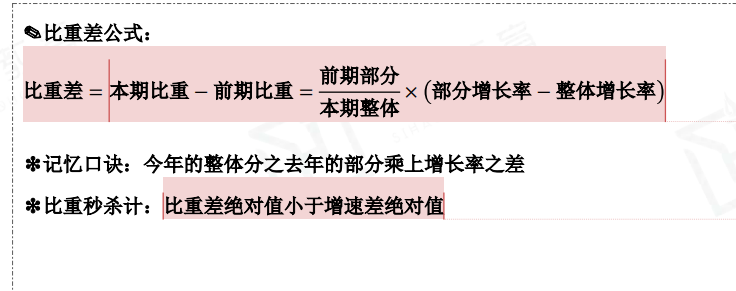 ✎比重差公式：
比重差 = 本期比重 − 前期比重 = 前期部分/本期整体 × (部分增长率 − 整体增长率)
✽记忆口诀：今年的整体分之去年的部分乘上增长率之差
✽比重秒杀计：比重差绝对值小于增速差绝对值